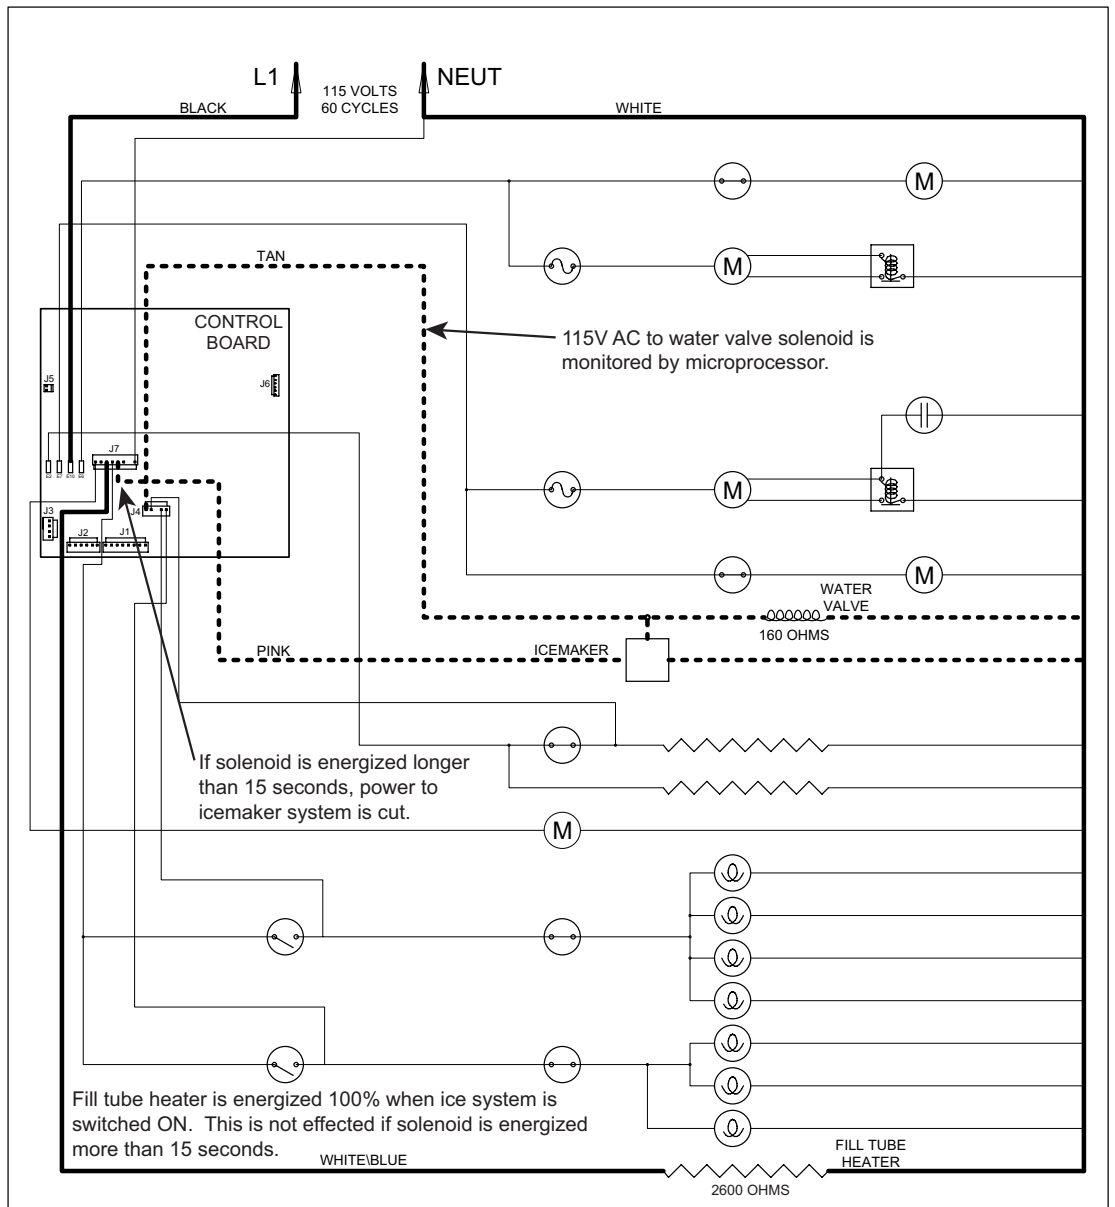 L1
NEUT
115 VOLTS
60 CYCLES
BLACK
WHITE
M
TAN
M
CONTROL
BOARD
115V AC to water valve solenoid is
monitored by microprocessor.
J5
J6
J7
E2
E7
E10
E9
M
J3
J4
J2
J1
M
WATER
VALVE
160 OHMS
PINK
ICEMAKER
If solenoid is energized longer
than 15 seconds, power to
icemaker system is cut.
M
Fill tube heater is energized 100% when ice system is
switched ON. This is not effected if solenoid is energized
more than 15 seconds.
WHITE\BLUE
FILL TUBE
HEATER
2600 OHMS